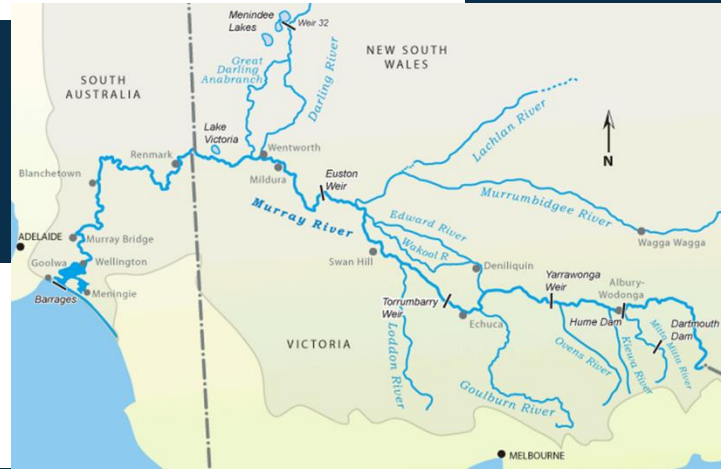 Menindee
Lakes
Weir 32
NEW SOUTH
WALES
Great
Darling
Anabranch
Darling River
SOUTH
AUSTRALIA
Lachlan River
N
Lake
Victoria
Wentworth
Renmark
Mildura
Euston
Weir
Blanchetown
Murrumbidgee River
Murray River
Edward River
Wagga Wagga
ADELAIDE
Murray Bridge
Wakool R
Goolwa
Wellington
Swan Hill
Deniliquin
Yarrawonga
Weir
Albury-
Wodonga
Barrages
Meningie
Torrumbarry
Weir
Echuca
Hume Dam
Dartmouth
Dam
Mitta Mitta River
Kiewa River
Ovens River
VICTORIA
Loddon River
Goulburn River
MELBOURNE